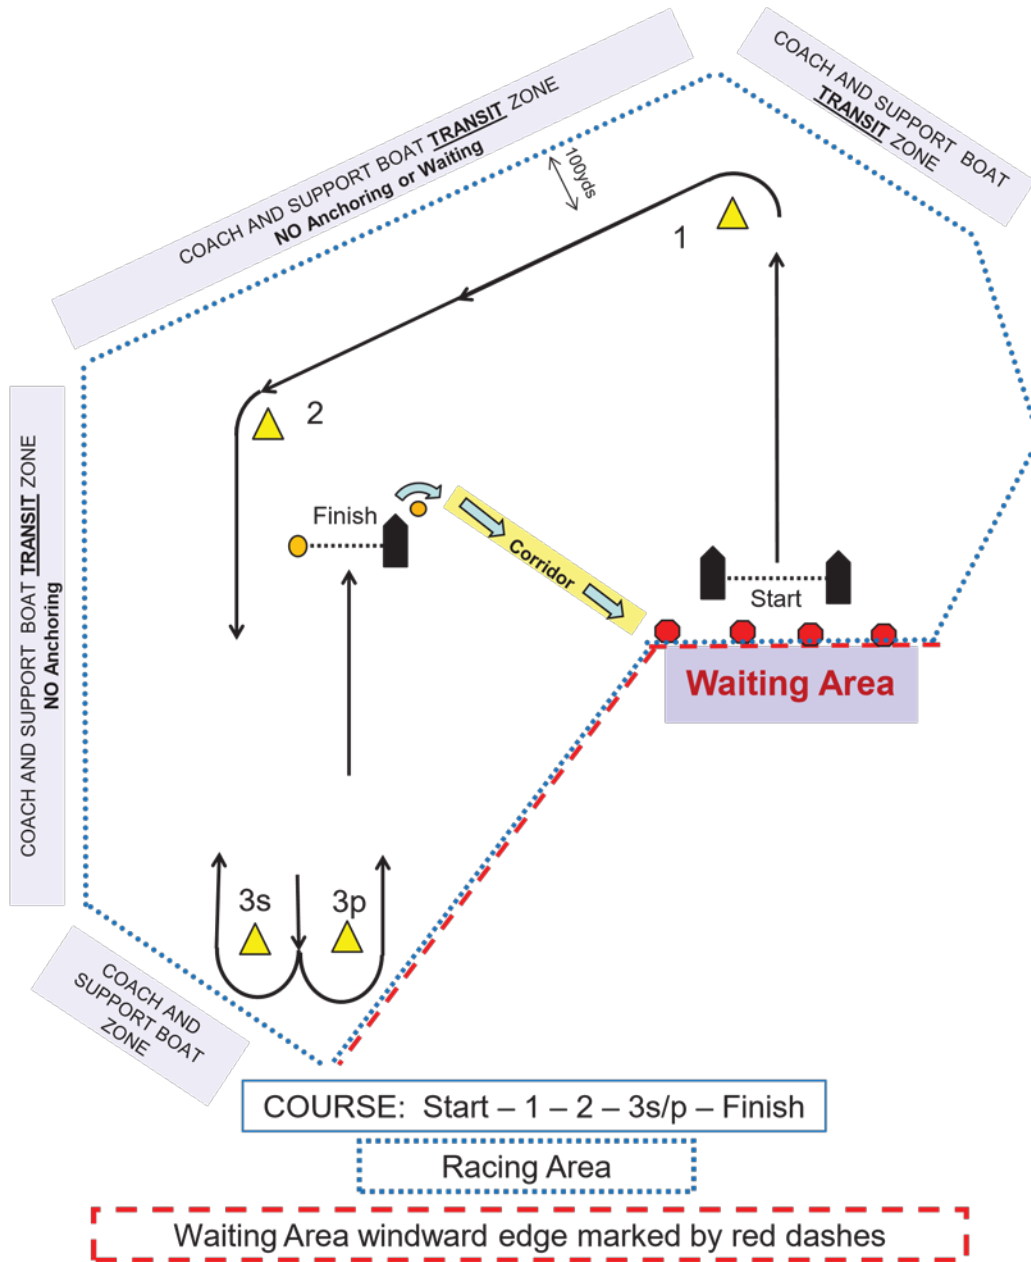 COACH AND SUPPORT BOAT TRANSIT ZONE
NO Anchoring or Waiting
COACH AND SUPPORT BOAT
TRANSIT ZONE
100yds
1
2
COACH AND SUPPORT BOAT TRANSIT ZONE
NO Anchoring
Finish
Corridor
Start
Waiting Area
3s
3p
COACH AND
SUPPORT BOAT
ZONE
COURSE: Start – 1 – 2 – 3s/p – Finish
Racing Area
Waiting Area windward edge marked by red dashes